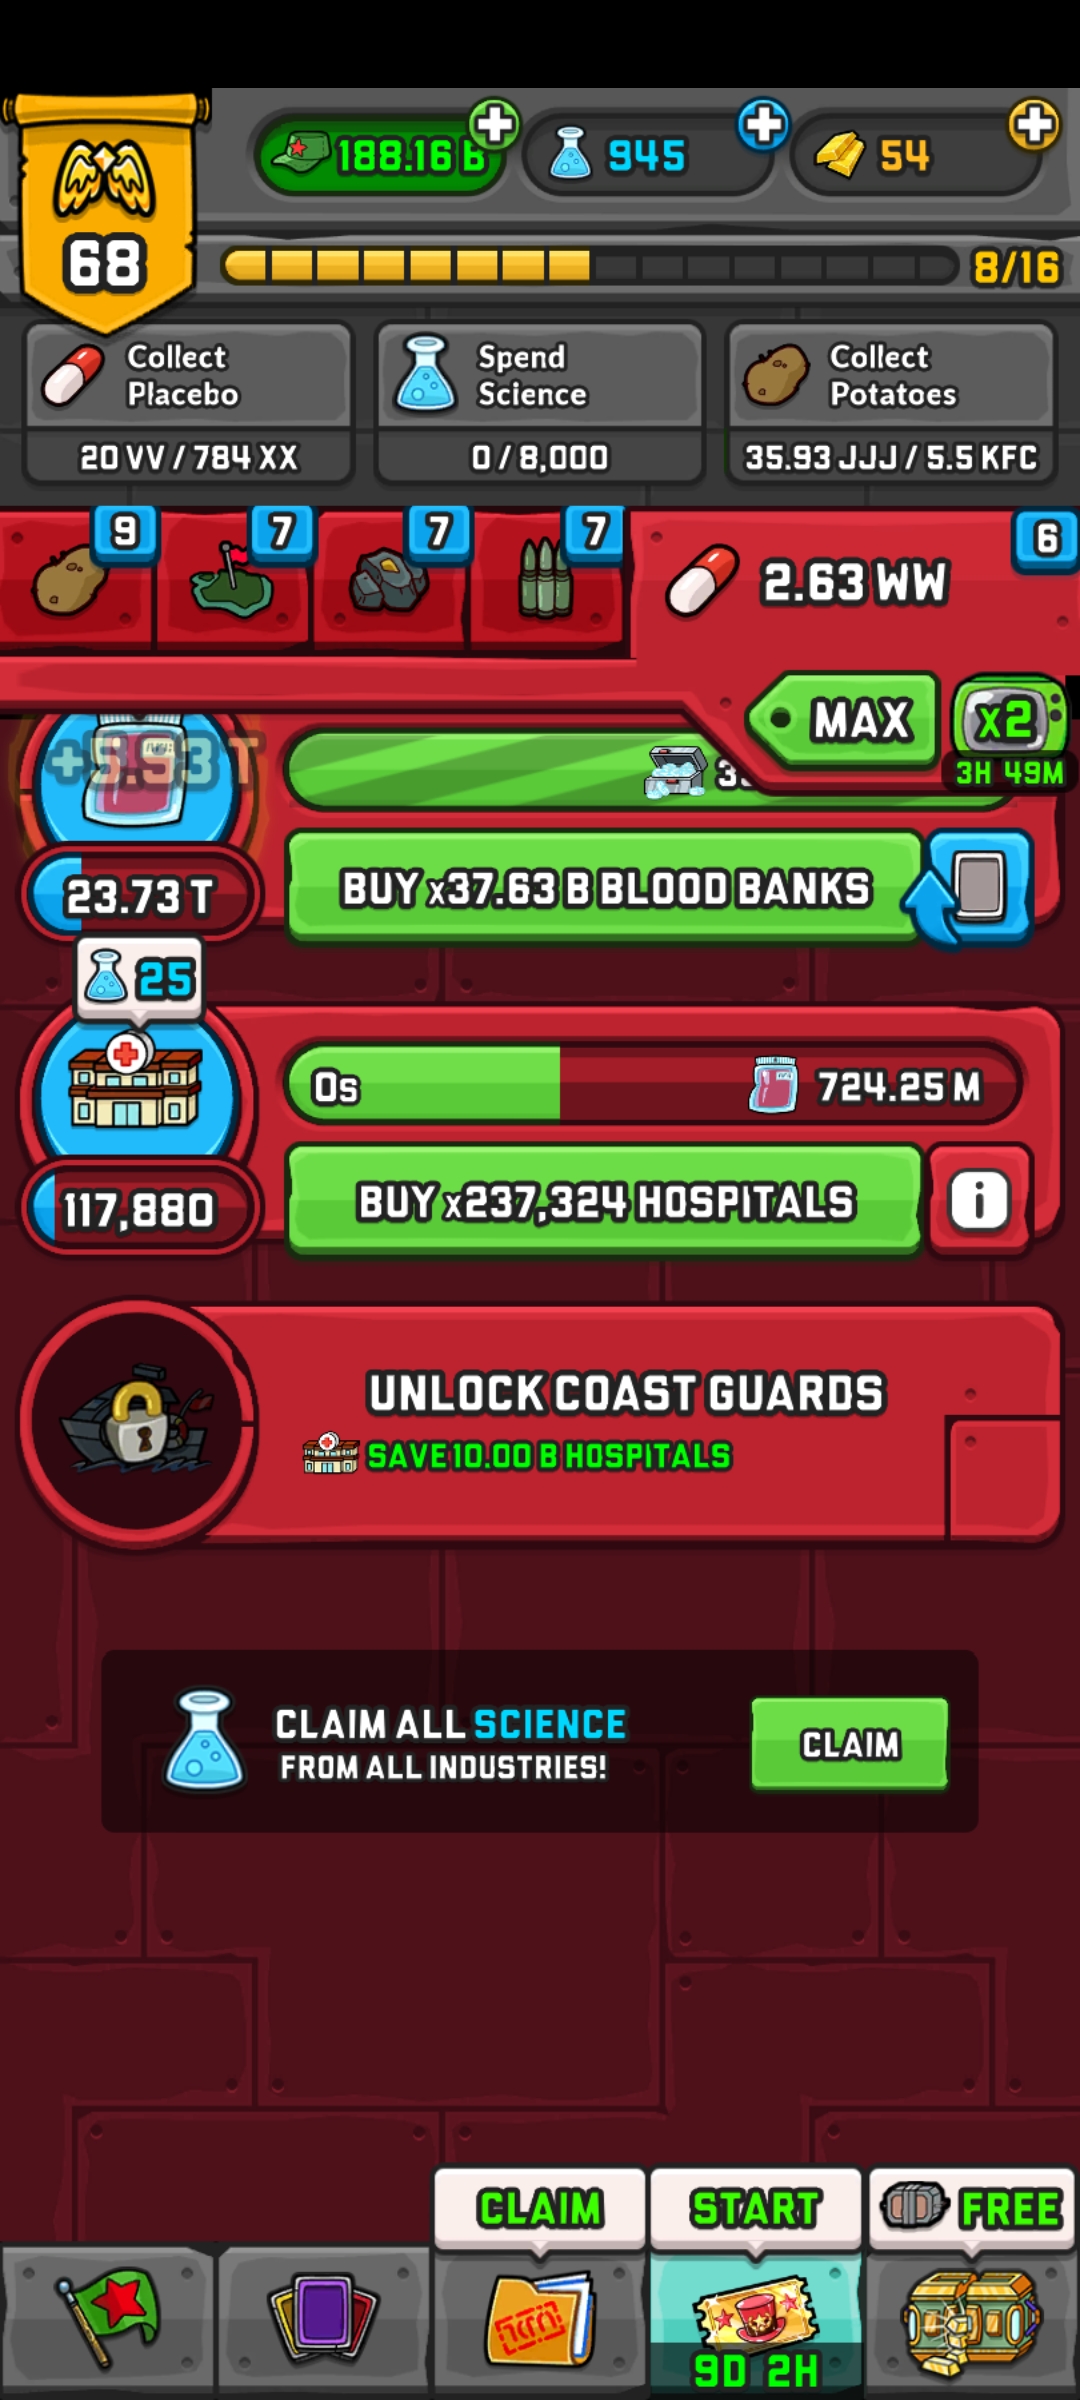 188.16 B
945
54
68
8/16
Collect
Placebo
20 VV / 784 XX
Spend
Science
0 / 8,000
Collect
Potatoes
35.93 JJJ / 5.5 KFC
9
7
7
7
6
2.63 WW
MAX
x2
3H 49M
+5.93 T
23.73 T
BUY x37.63 B BLOOD BANKS
25
0s
724.25 M
117,880
BUY x237,324 HOSPITALS
i
UNLOCK COAST GUARDS
SAVE 10.00 B HOSPITALS
CLAIM ALL SCIENCE
FROM ALL INDUSTRIES!
CLAIM
CLAIM
START
FREE
9D 2H